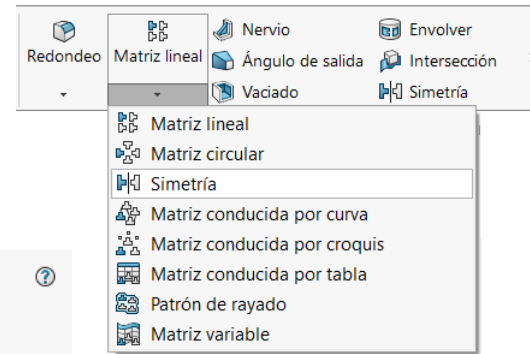 Redondeo
Matriz lineal
Nervio
Ángulo de salida
Vaciado
Envolver
Intersección
Simetría
Matriz lineal
Matriz circular
Simetría
Matriz conducida por curva
Matriz conducida por croquis
Matriz conducida por tabla
Patrón de rayado
Matriz variable
?